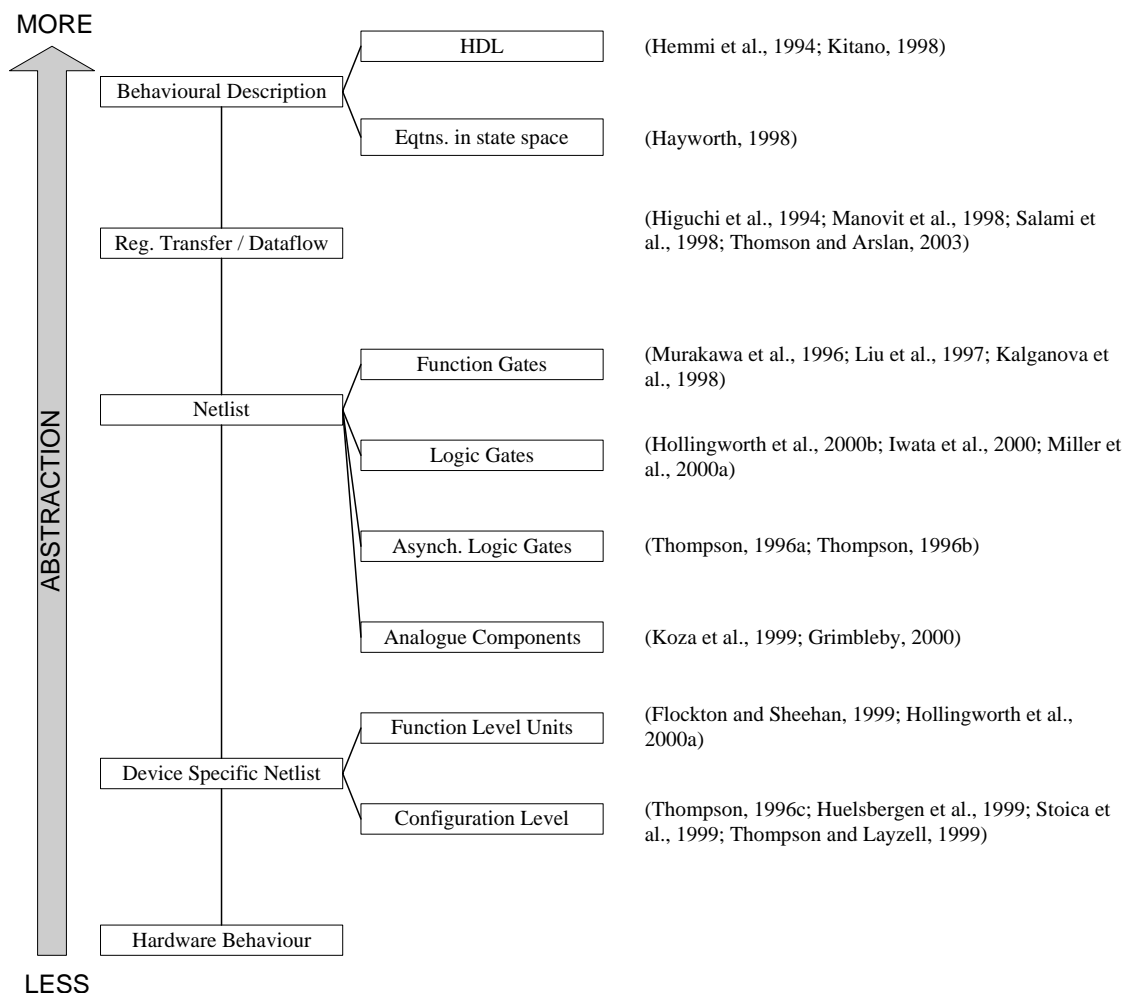 MORE
HDL
(Hemmi et al., 1994; Kitano, 1998)
Behavioural Description
Eqtns. in state space
(Hayworth, 1998)
(Higuchi et al., 1994; Manovit et al., 1998; Salami et
al., 1998; Thomson and Arslan, 2003)
Reg. Transfer / Dataflow
Function Gates
(Murakawa et al., 1996; Liu et al., 1997; Kalganova et
al., 1998)
Netlist
Logic Gates
(Hollingworth et al., 2000b; Iwata et al., 2000; Miller et
al., 2000a)
ABSTRACTION
Asynch. Logic Gates
(Thompson, 1996a; Thompson, 1996b)
Analogue Components
(Koza et al., 1999; Grimbleby, 2000)
Function Level Units
(Flockton and Sheehan, 1999; Hollingworth et al.,
2000a)
Device Specific Netlist
Configuration Level
(Thompson, 1996c; Huelsbergen et al., 1999; Stoica et
al., 1999; Thompson and Layzell, 1999)
Hardware Behaviour
LESS